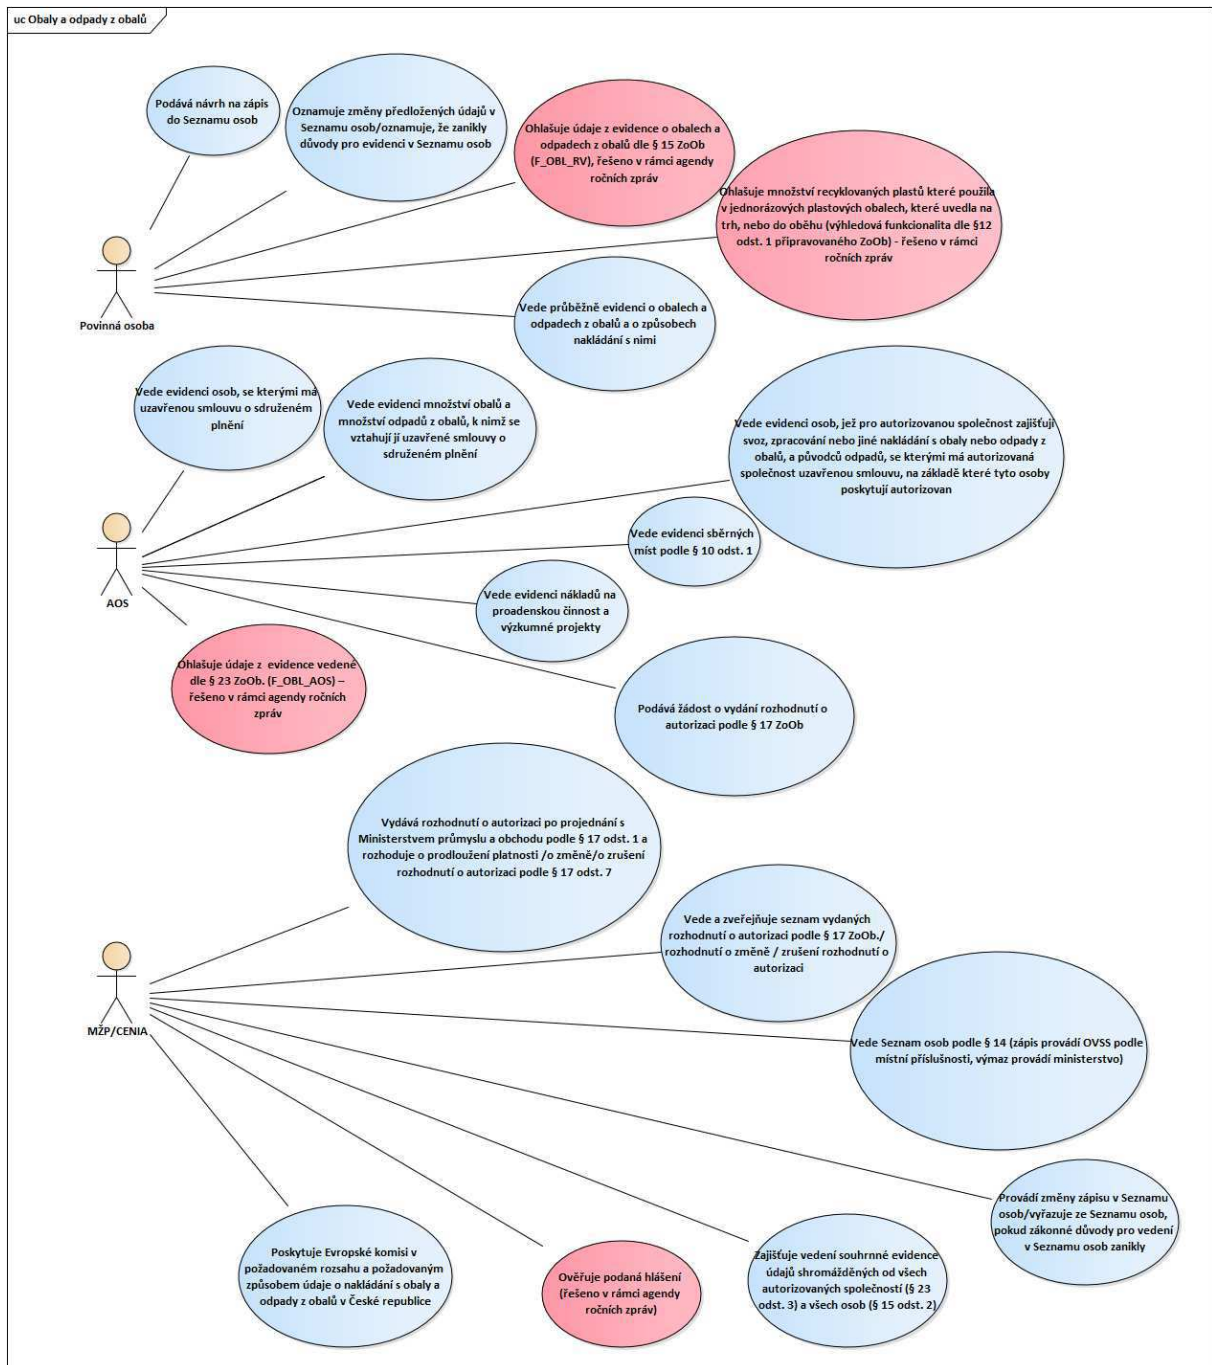 uc Obaly a odpady z obalů
Podává návrh na zápis
do Seznamu osob
Oznamuje změny předložených údajů v
Seznamu osob/oznamuje, že zanikly
důvody pro evidenci v Seznamu osob
Ohlašuje údaje z evidence o obalech a
odpadech z obalů dle § 15 ZoOb
(F_OBL_RV), řešeno v rámci agendy
ročních zpráv
Ohlašuje množství recyklovaných plastů které použila
v jednorázových plastových obalech, které uvedla na
trh, nebo do oběhu (výhledová funkcionalita dle §12
odst. 1 připravovaného ZoOb) - řešeno v rámci
ročních zpráv
Vede průběžně evidenci o obalech a
odpadech z obalů a o způsobech
nakládání s nimi
Povinná osoba
Vede evidenci osob, se kterými má
uzavřenou smlouvu o sdruženém
plnění
Vede evidenci množství obalů a
množství odpadů z obalů, k nimž se
vztahují jí uzavřené smlouvy o
sdruženém plnění
Vede evidenci osob, jež pro autorizovanou společnost zajišťují
svoz, zpracování nebo jiné nakládání s obaly nebo odpady z
obalů, a původců odpadů, se kterými má autorizovaná
společnost uzavřenou smlouvu, na základě které tyto osoby
poskytují autorizovan
Vede evidenci sběrných
míst podle § 10 odst. 1
Vede evidenci nákladů na
proadenskou činnost a
výzkumné projekty
AOS
Ohlašuje údaje z  evidence vedené
dle § 23 ZoOb. (F_OBL_AOS) –
řešeno v rámci agendy ročních
zpráv
Podává žádost o vydání rozhodnutí o
autorizaci podle § 17 ZoOb
Vydává rozhodnutí o autorizaci po projednání s
Ministerstvem průmyslu a obchodu podle § 17 odst. 1 a
rozhoduje o prodloužení platnosti /o změně/o zrušení
rozhodnutí o autorizaci podle § 17 odst. 7
Vede a zveřejňuje seznam vydaných
rozhodnutí o autorizaci podle § 17 ZoOb./
rozhodnutí o změně / zrušení rozhodnutí o
autorizaci
MŽP/CENIA
Vede Seznam osob podle § 14 (zápis provádí OVSS podle
místní příslušnosti, výmaz provádí ministerstvo)
Provádí změny zápisu v Seznamu
osob/vyřazuje ze Seznamu osob,
pokud zákonné důvody pro vedení
v Seznamu osob zanikly
Poskytuje Evropské komisi v
požadovaném rozsahu a požadovaným
způsobem údaje o nakládání s obaly a
odpady z obalů v České republice
Ověřuje podaná hlášení
(řešeno v rámci agendy
ročních zpráv)
Zajišťuje vedení souhrnné evidence
údajů shromážděných od všech
autorizovaných společností (§ 23
odst. 3) a všech osob (§ 15 odst. 2)